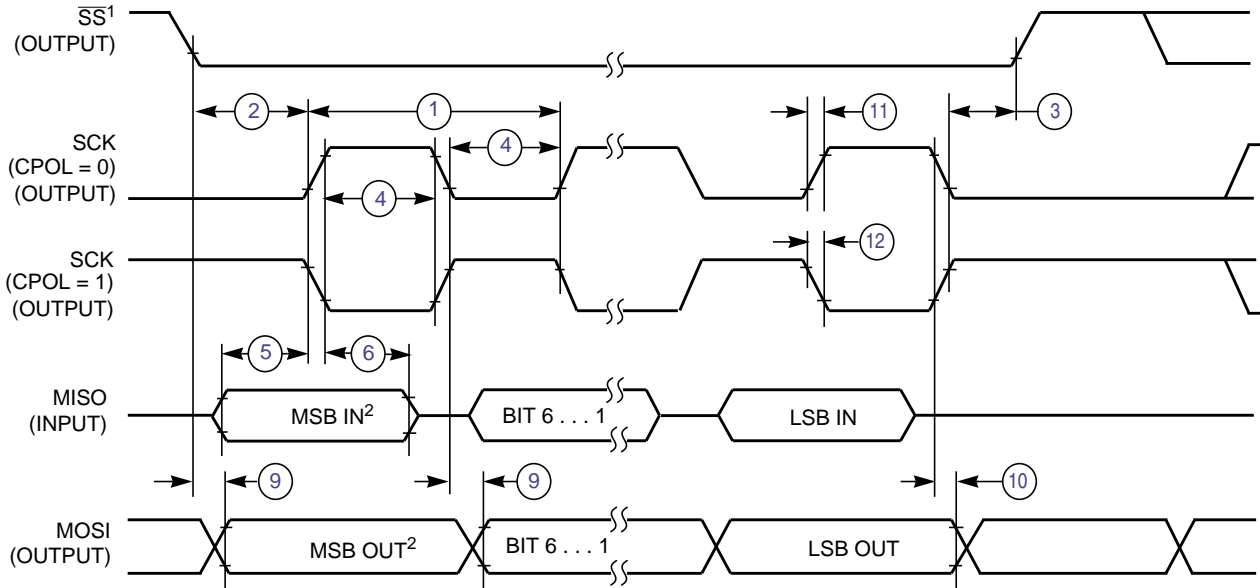 SS¹
(OUTPUT)
2
1
11
3
SCK
(CPOL = 0)
(OUTPUT)
4
4
12
SCK
(CPOL = 1)
(OUTPUT)
5
6
MISO
(INPUT)
MSB IN²
BIT 6 . . . 1
LSB IN
9
9
10
MOSI
(OUTPUT)
MSB OUT²
BIT 6 . . . 1
LSB OUT